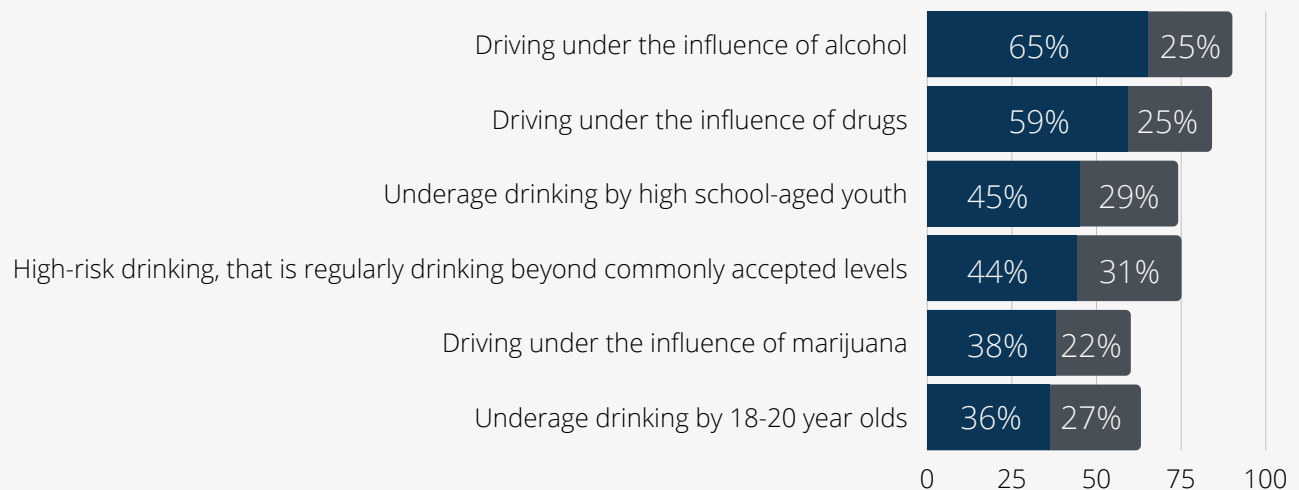 Driving under the influence of alcohol 65% 25%
Driving under the influence of drugs 59% 25%
Underage drinking by high school-aged youth 45% 29%
High-risk drinking, that is regularly drinking beyond commonly accepted levels 44% 31%
Driving under the influence of marijuana 38% 22%
Underage drinking by 18-20 year olds 36% 27%
0 25 50 75 100